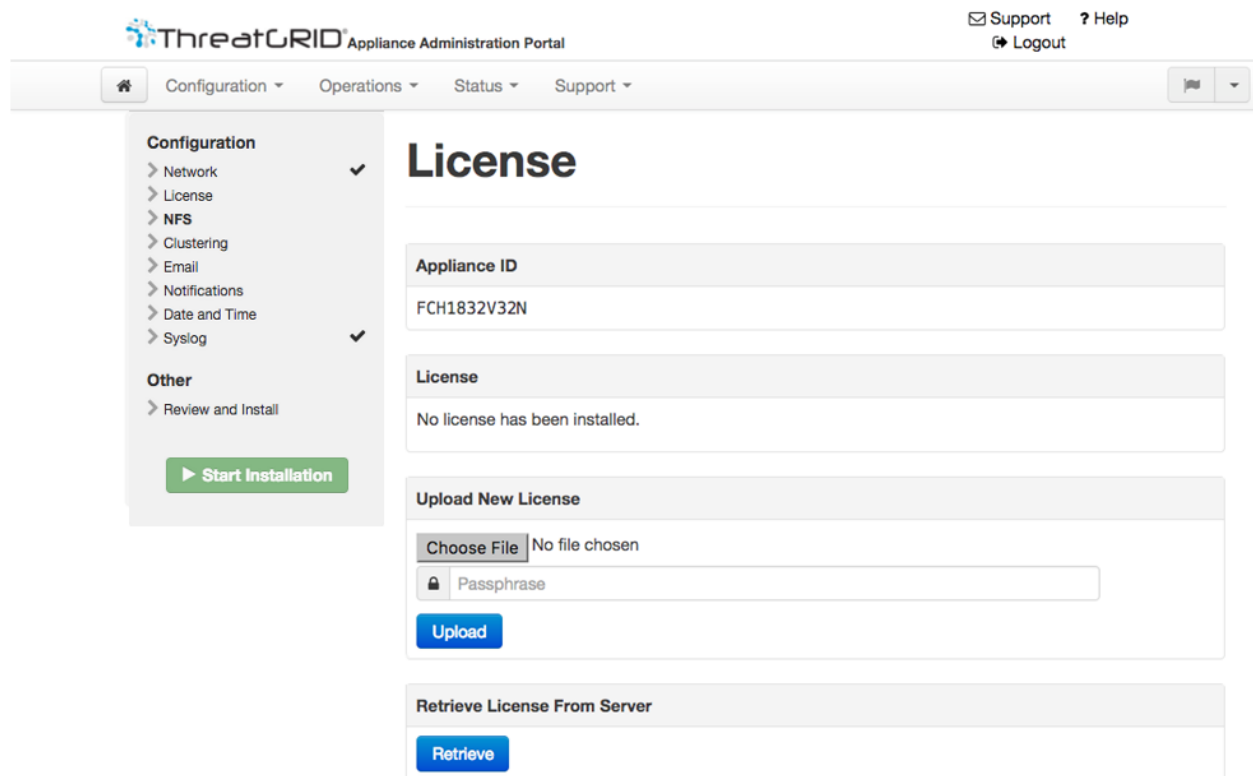 ThreatGRID® Appliance Administration Portal
Support ? Help
Logout
Configuration Operations Status Support
Configuration
Network
License
NFS
Clustering
Email
Notifications
Date and Time
Syslog
Other
Review and Install
Start Installation
License
Appliance ID
FCH1832V32N
License
No license has been installed.
Upload New License
Choose File No file chosen
Passphrase
Upload
Retrieve License From Server
Retrieve